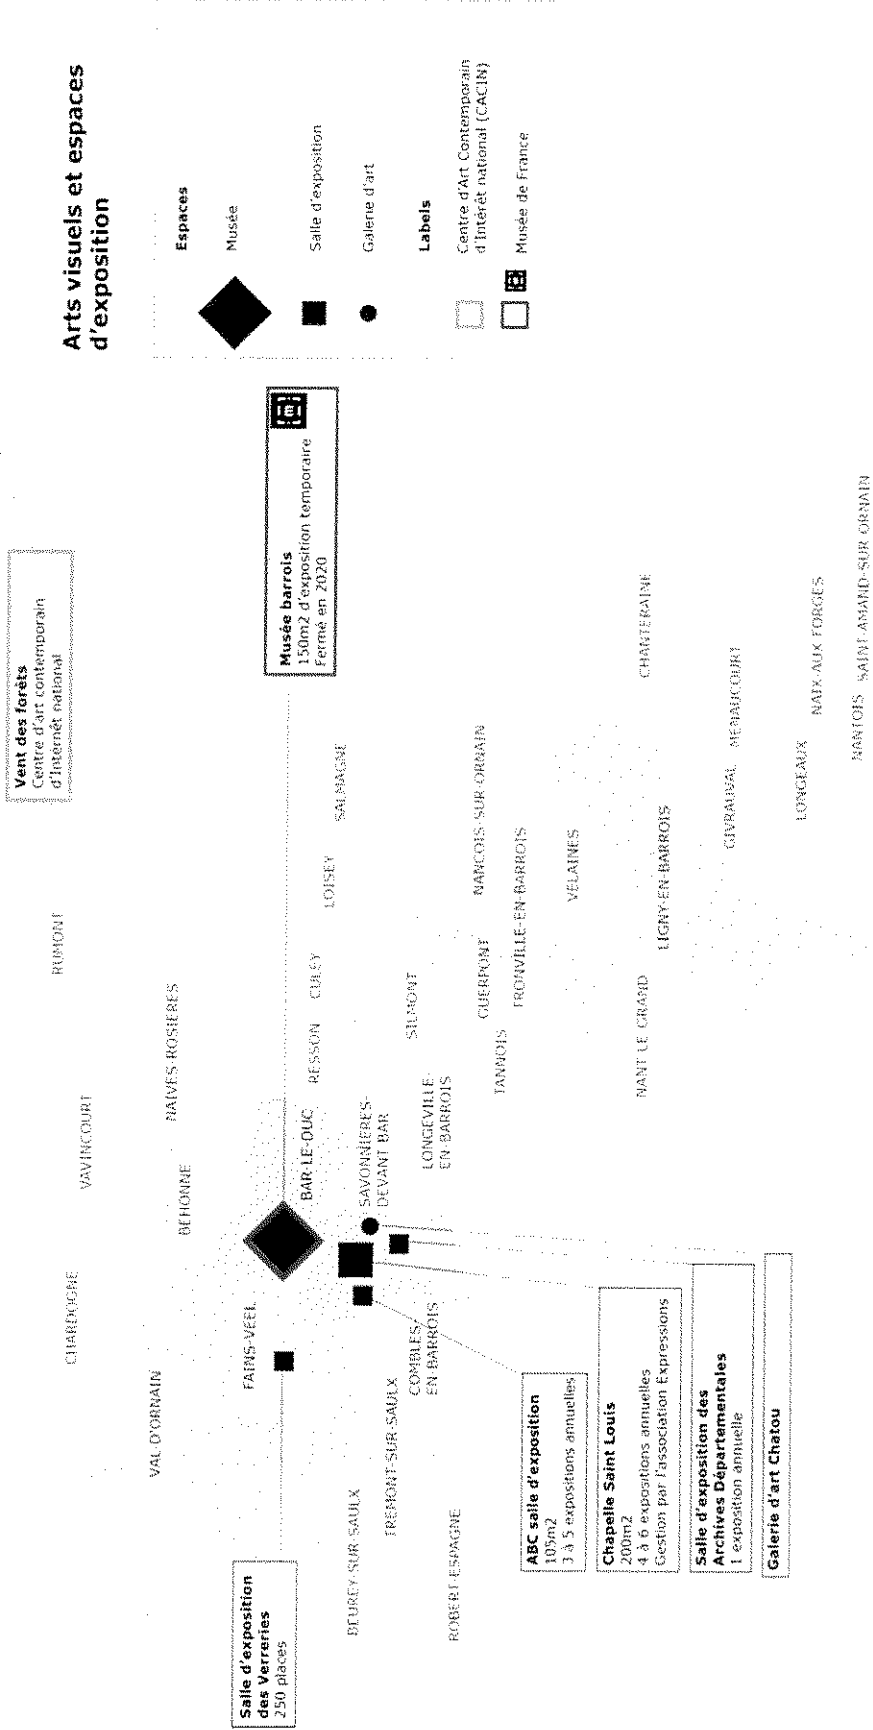 Arts visuels et espaces
d'exposition
Espaces
Musée
Salle d'exposition
Galerie d'art
Labels
Centre d'Art Contemporain
d'Intérêt national (CACIN)
Musée de France
Vent des forêts
Centre d'art contemporain
d'Internêt national
Musée barrois
150m2 d'exposition temporaire
Fermé en 2020
RUMONT
VAVINCOURT
CHARDOGNE
NAIVES-ROSIERES
BEHONNE
VAL D'ORNAIN
FAINS-VEEL
BAR-LE-DUC
RESSON
CULEY
LOISEY
SALMAGNE
SAVONNIERES-
DEVANT BAR
SILMONT
LONGEVILLE-
EN-BARROIS
GUERPONT
NANCOIS-SUR-ORNAIN
TANNOIS
TRONVILLE-EN-BARROIS
VELAINES
NANT LE GRAND
LIGNY-EN-BARROIS
CHANTERAINE
GIVRAUVAL
MENAUCOURT
LONGEAUX
NAIX-AUX FORGES
NANTOIS
SAINT-AMAND-SUR ORNAIN
COMBLES-
EN-BARROIS
TREMONT-SUR-SAULX
BEUREY-SUR-SAULX
ROBERT-ESPAGNE
Salle d'exposition
des Verreries
250 places
ABC salle d'exposition
105m2
3 à 5 expositions annuelles
Chapelle Saint Louis
200m2
4 à 6 expositions annuelles
Gestion par l'association Expressions
Salle d'exposition des
Archives Départementales
1 exposition annuelle
Galerie d'art Chatou